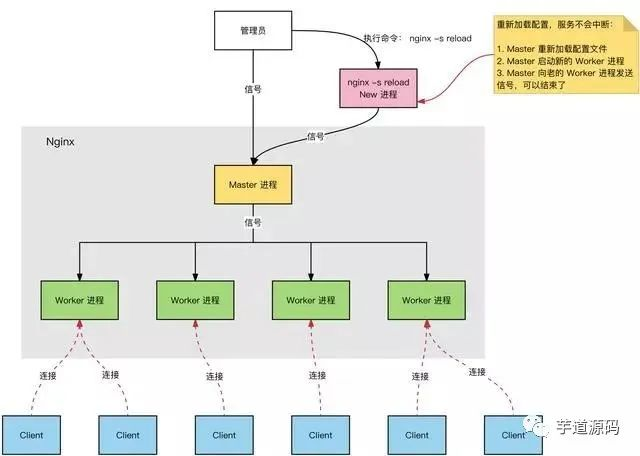 管理员
执行命令： nginx -s reload
重新加载配置，服务不会中断：
1. Master 重新加载配置文件
2. Master 启动新的 Worker 进程
3. Master 向老的 Worker 进程发送
信号，可以结束了
nginx -s reload
New 进程
信号
信号
Nginx
Master 进程
信号
Worker 进程
Worker 进程
Worker 进程
Worker 进程
连接
连接
连接
连接
连接
连接
Client
Client
Client
Client
Client
Client
芋道源码